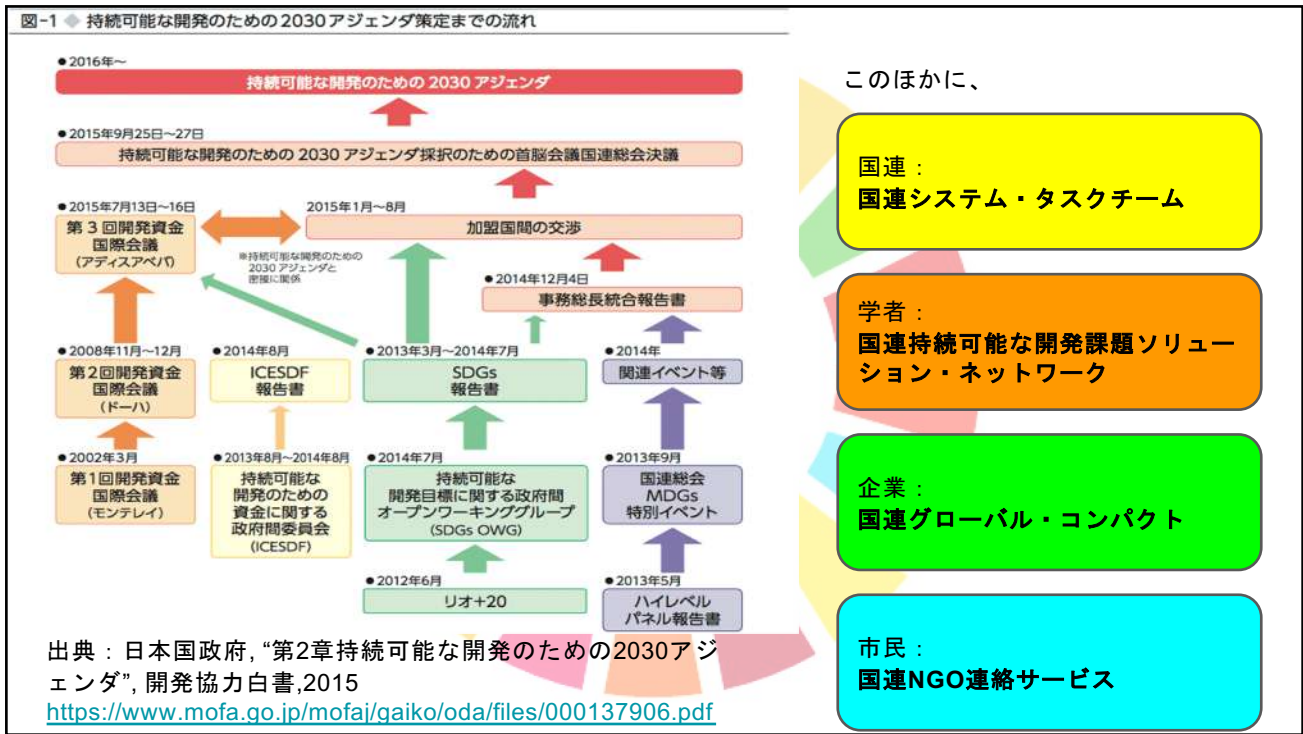 図-1 ◆ 持続可能な開発のための2030アジェンダ策定までの流れ
●2016年〜
持続可能な開発のための 2030 アジェンダ
●2015年9月25日〜27日
持続可能な開発のための 2030 アジェンダ採択のための首脳会議国連総会決議
●2015年7月13日〜16日
第3回開発資金
国際会議
(アディスアベバ)
2015年1月〜8月
加盟国間の交渉
※持続可能な開発のための
2030アジェンダと
密接に関係
●2014年12月4日
事務総長統合報告書
●2008年11月〜12月
第2回開発資金
国際会議
(ドーハ)
●2014年8月
ICESDF
報告書
●2013年3月〜2014年7月
SDGs
報告書
●2014年
関連イベント等
●2002年3月
第1回開発資金
国際会議
(モンテレイ)
●2013年8月〜2014年8月
持続可能な
開発のための
資金に関する
政府間委員会
(ICESDF)
●2014年7月
持続可能な
開発目標に関する政府間
オープンワーキンググループ
(SDGs OWG)
●2013年9月
国連総会
MDGs
特別イベント
●2012年6月
リオ+20
●2013年5月
ハイレベル
パネル報告書
出典：日本国政府, “第2章持続可能な開発のための2030アジ
ェンダ”, 開発協力白書,2015
https://www.mofa.go.jp/mofaj/gaiko/oda/files/000137906.pdf
このほかに、
国連：
国連システム・タスクチーム
学者：
国連持続可能な開発課題ソリュー
ション・ネットワーク
企業：
国連グローバル・コンパクト
市民：
国連NGO連絡サービス